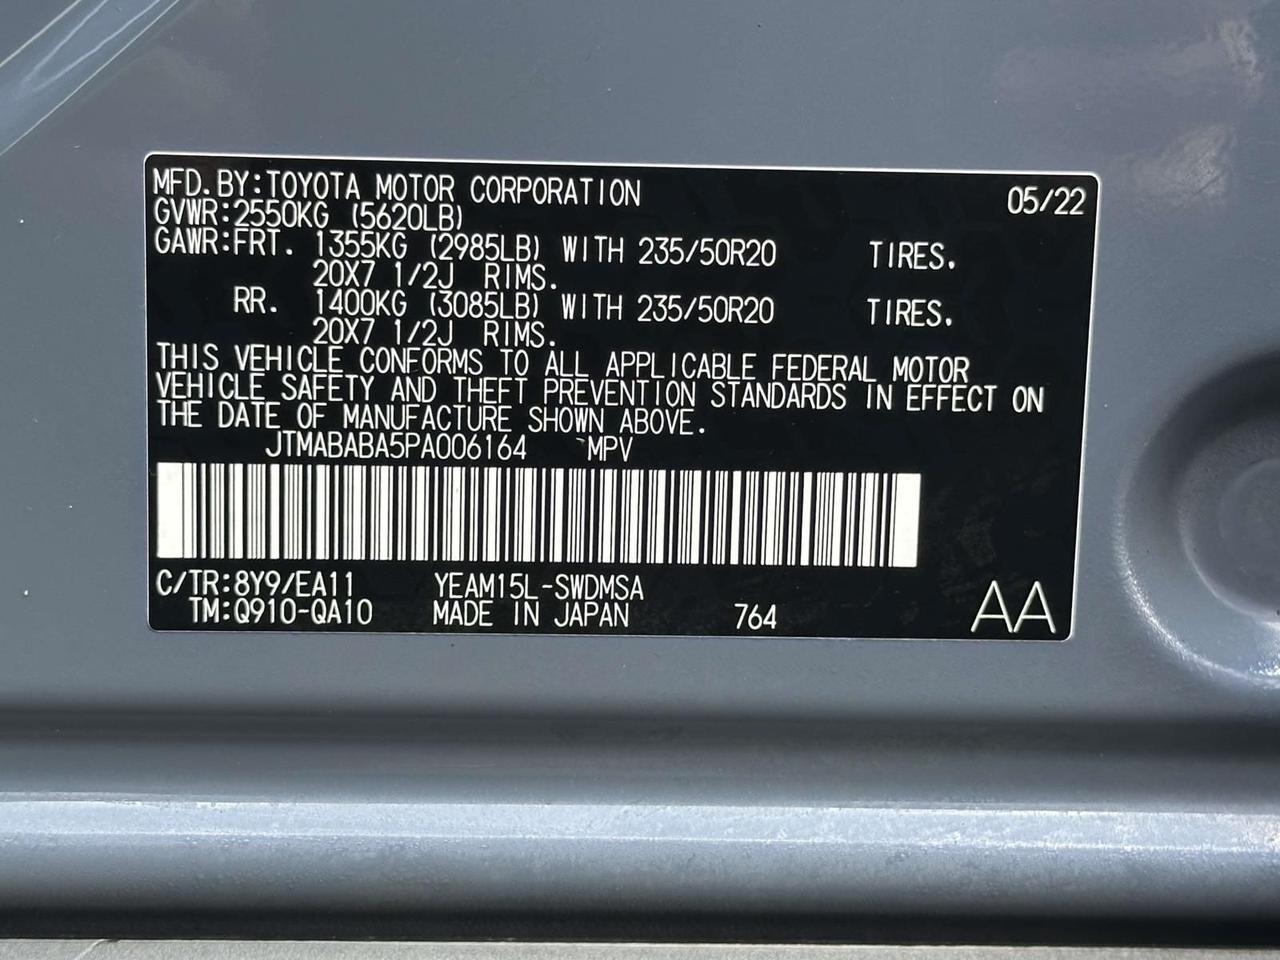 MFD.BY:TOYOTA MOTOR CORPORATION 05/22
GVWR:2550KG (5620LB)
GAWR:FRT. 1355KG (2985LB) WITH 235/50R20 TIRES.
20X7 1/2J RIMS.
RR. 1400KG (3085LB) WITH 235/50R20 TIRES.
20X7 1/2J RIMS.
THIS VEHICLE CONFORMS TO ALL APPLICABLE FEDERAL MOTOR
VEHICLE SAFETY AND THEFT PREVENTION STANDARDS IN EFFECT ON
THE DATE OF MANUFACTURE SHOWN ABOVE.
JTMABABA5PA006164 MPV
C/TR:8Y9/EA11 YEAM15L-SWDMSA
TM:Q910-QA10 MADE IN JAPAN 764 AA